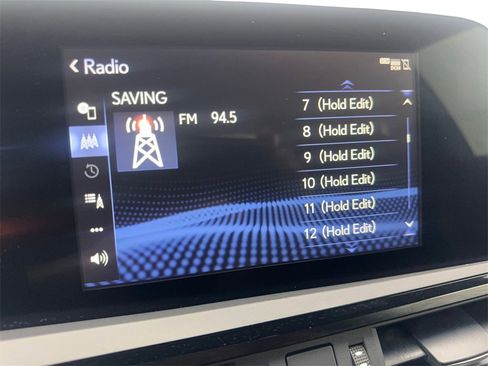 < Radio
DCM
SAVING
FM 94.5
7 (Hold Edit)
8 (Hold Edit)
9 (Hold Edit)
10 (Hold Edit)
11 (Hold Edit)
12 (Hold Edit)